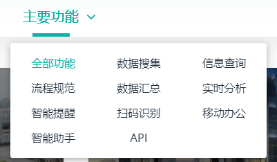 主要功能
全部功能 数据搜集 信息查询
流程规范 数据汇总 实时分析
智能提醒 扫码识别 移动办公
智能助手 API